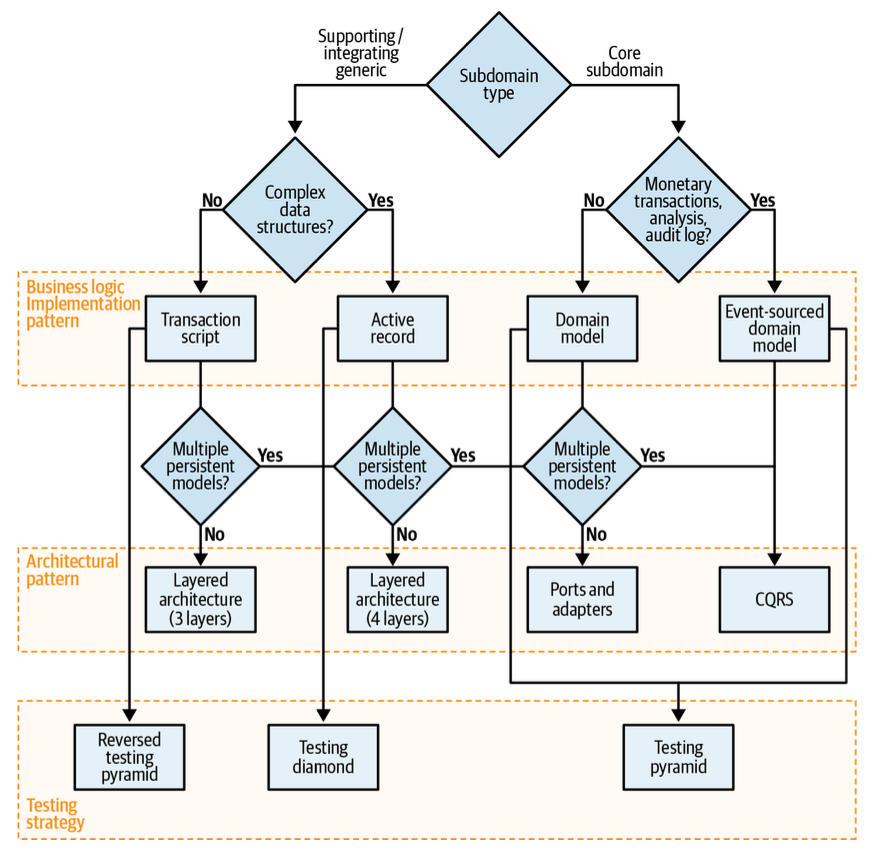 Supporting/
integrating
generic
Subdomain
type
Core
subdomain
No
Complex
data
structures?
Yes
No
Monetary
transactions,
analysis,
audit log?
Yes
Business logic
Implementation
pattern
Transaction
script
Active
record
Domain
model
Event-sourced
domain
model
Multiple
persistent
models?
Yes
Multiple
persistent
models?
Yes
Multiple
persistent
models?
Yes
No
No
No
Architectural
pattern
Layered
architecture
(3 layers)
Layered
architecture
(4 layers)
Ports and
adapters
CQRS
Reversed
testing
pyramid
Testing
diamond
Testing
pyramid
Testing
strategy